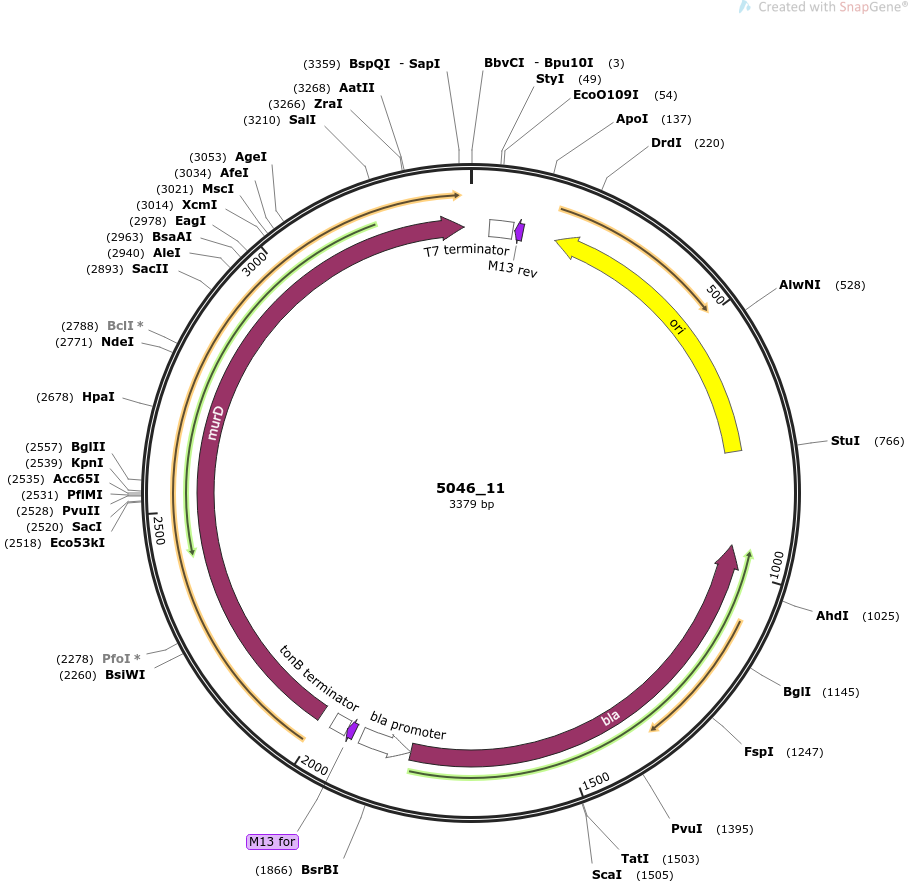 Created with SnapGene®
(3359) BspQI - SapI
BbvCI - Bpu10I (3)
StyI (49)
(3268) AatII
EcoO109I (54)
(3266) ZraI
(3210) SalI
ApoI (137)
DrdI (220)
(3053) AgeI
(3034) AfeI
(3021) MscI
(3014) XcmI
(2978) EagI
(2963) BsaAI
(2940) AleI
(2893) SacII
(2788) BclI *
(2771) NdeI
(2678) HpaI
(2557) BglII
(2539) KpnI
(2535) Acc65I
(2531) PflMI
(2528) PvuII
(2520) SacI
(2518) Eco53kI
(2278) PfoI *
(2260) BsiWI
T7 terminator
M13 rev
3000
500
AlwNI (528)
ori
StuI (766)
murD
5046_11
3379 bp
2500
1000
AhdI (1025)
BglI (1145)
FspI (1247)
tonB terminator
bla promoter
bla
2000
1500
PvuI (1395)
M13 for
(1866) BsrBI
TatI (1503)
ScaI (1505)